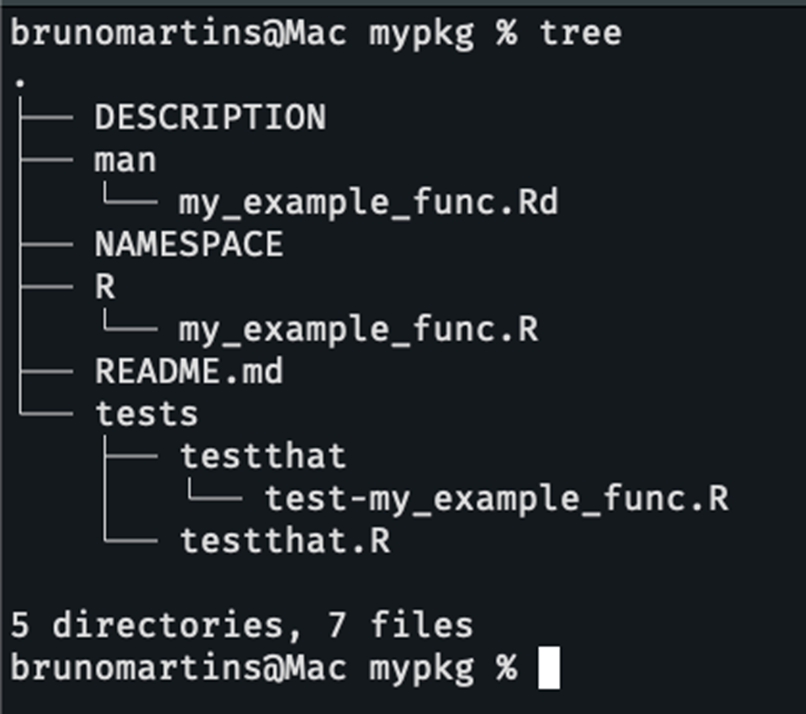 brunomartins@Mac mypkg % tree
.
├── DESCRIPTION
├── man
│   └── my_example_func.Rd
├── NAMESPACE
├── R
│   └── my_example_func.R
├── README.md
└── tests
    ├── testthat
    │   └── test-my_example_func.R
    └── testthat.R
5 directories, 7 files
brunomartins@Mac mypkg %